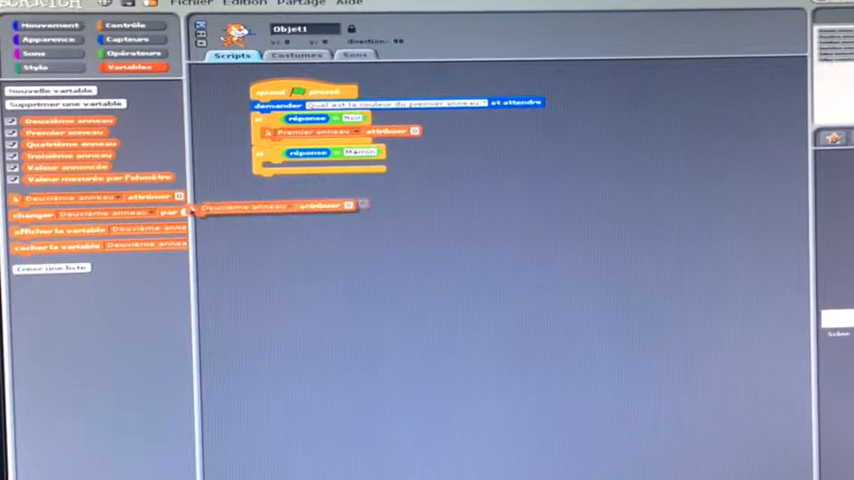 SCRATCH
Fichier Edition Partage Aide
Mouvement Contrôle
Apparence Capteurs
Sons Opérateurs
Stylo Variables
Nouvelle variable
Supprimer une variable
Deuxième anneau
Premier anneau
Quatrième anneau
Troisième anneau
Valeur annoncée
Valeur mesurée par l'ohmètre
à Deuxième anneau attribuer 0
changer Deuxième anneau par
afficher la variable Deuxième anne
cacher la variable Deuxième annea
Créer une liste
Objet1
x: 0 y: 0 direction: 90
Scripts Costumes Sons
quand pressé
demander Quel est la couleur du premier anneau ? et attendre
si réponse = Noir
à Premier anneau attribuer 0
si réponse = Marron
à Deuxième anneau attribuer 0
Scène